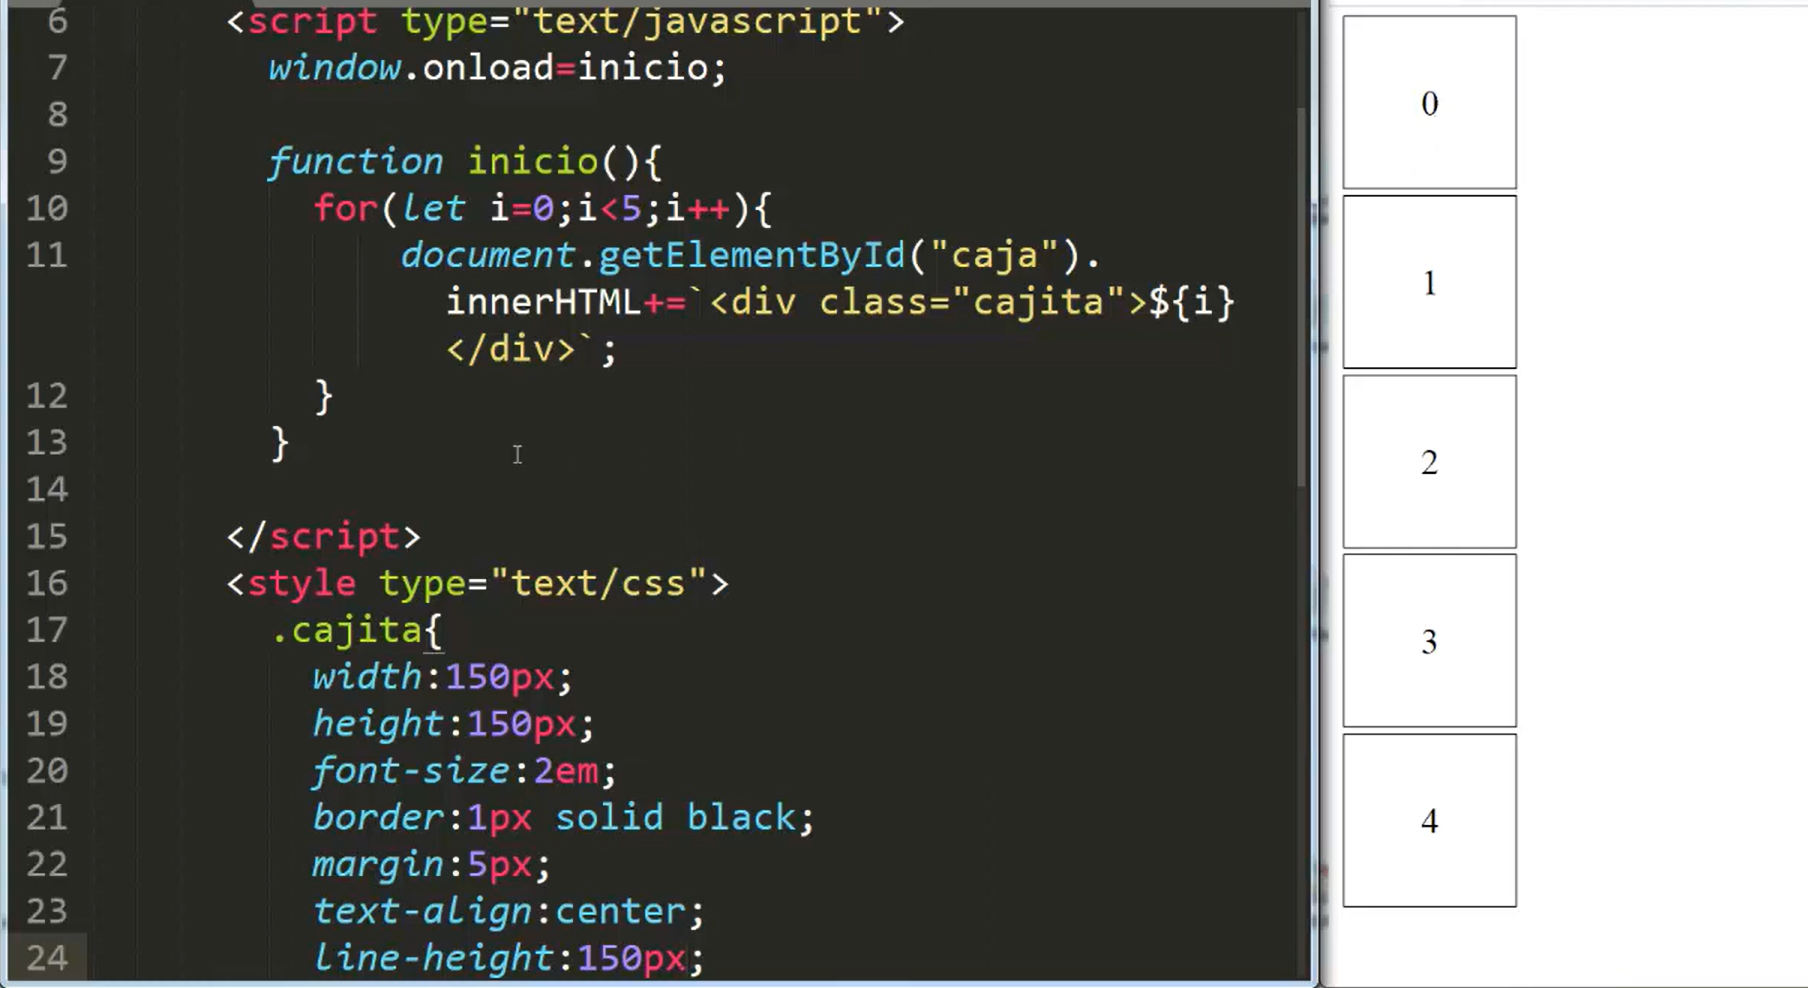 6 <script type="text/javascript">
7 window.onload=inicio;
8
9 function inicio(){
10 for(let i=0;i<5;i++){
11 document.getElementById("caja").
innerHTML+=`<div class="cajita">${i}
</div>`;
12 }
13 }
14
15 </script>
16 <style type="text/css">
17 .cajita{
18 width:150px;
19 height:150px;
20 font-size:2em;
21 border:1px solid black;
22 margin:5px;
23 text-align:center;
24 line-height:150px;
0
1
2
3
4